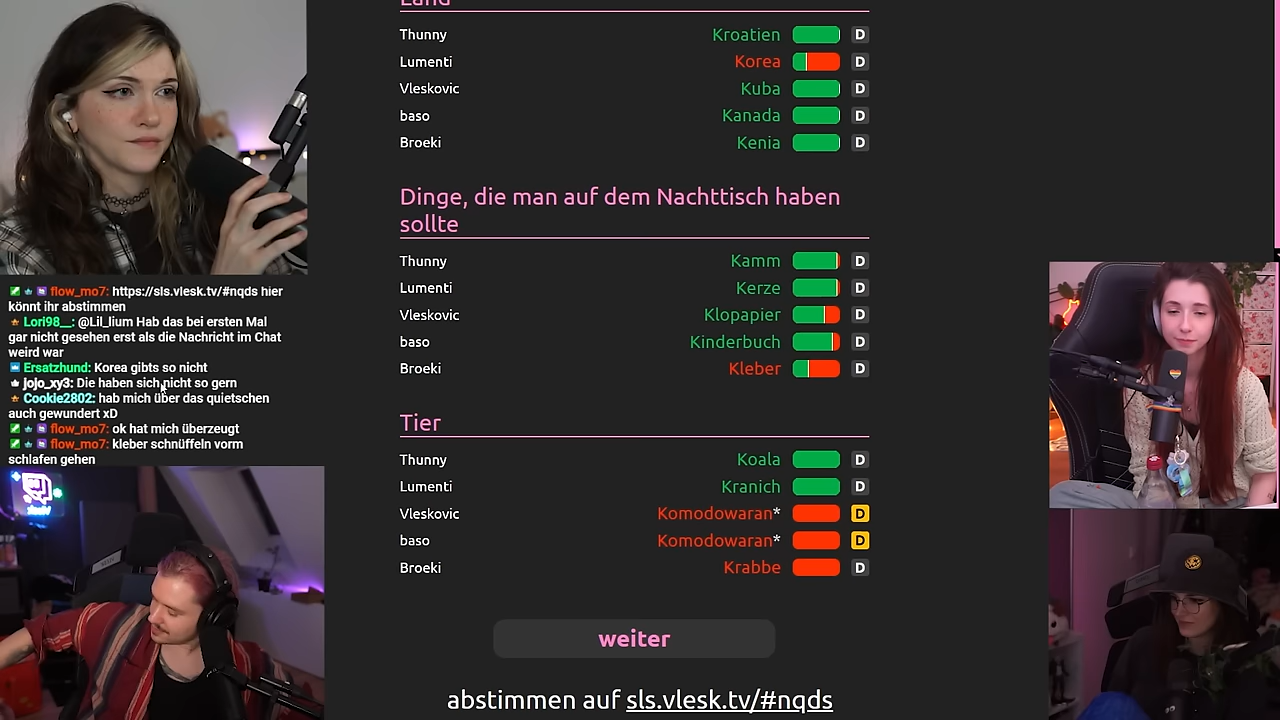 Land
Thunny Kroatien D
Lumenti Korea D
Vleskovic Kuba D
baso Kanada D
Broeki Kenia D
Dinge, die man auf dem Nachttisch haben
sollte
Thunny Kamm D
Lumenti Kerze D
Vleskovic Klopapier D
baso Kinderbuch D
Broeki Kleber D
Tier
Thunny Koala D
Lumenti Kranich D
Vleskovic Komodowaran* D
baso Komodowaran* D
Broeki Krabbe D
weiter
abstimmen auf sls.vlesk.tv/#nqds
flow_mo7: https://sls.vlesk.tv/#nqds hier
könnt ihr abstimmen
Lori98__: @Lil_lium Hab das bei ersten Mal
gar nicht gesehen erst als die Nachricht im Chat
weird war
Ersatzhund: Korea gibts so nicht
jojo_xy3: Die haben sich nicht so gern
Cookie2802: hab mich über das quietschen
auch gewundert xD
flow_mo7: ok hat mich überzeugt
flow_mo7: kleber schnüffeln vorm
schlafen gehen